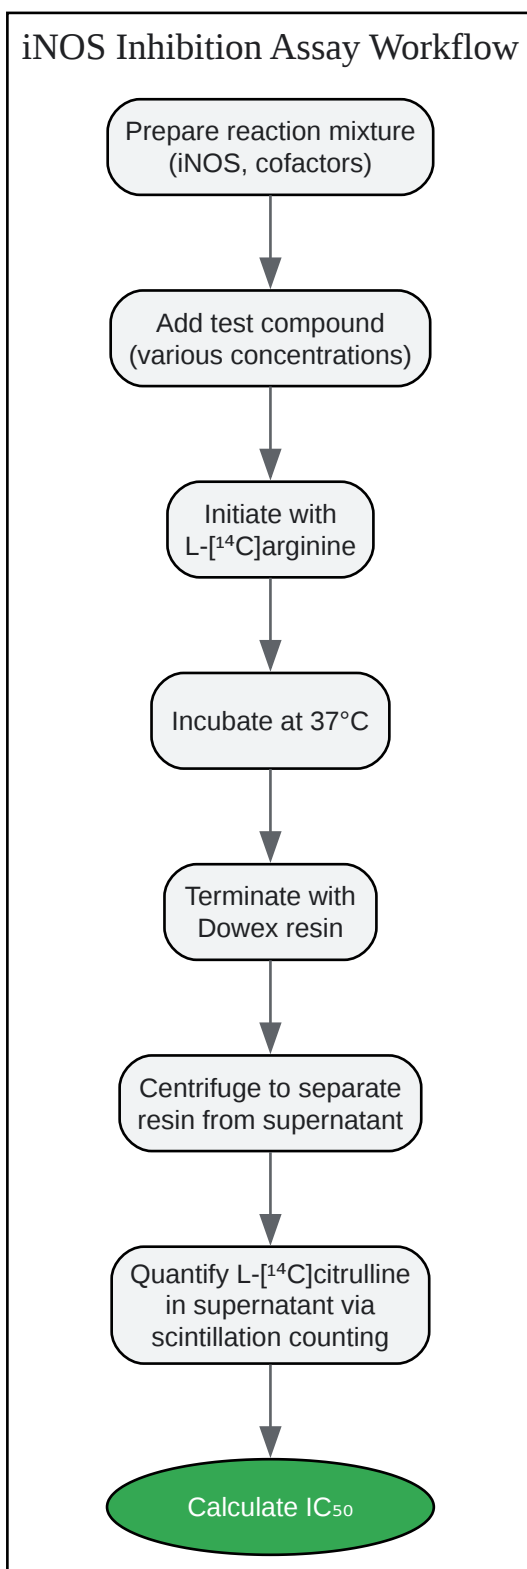 iNOS Inhibition Assay Workflow
Prepare reaction mixture
(iNOS, cofactors)
Add test compound
(various concentrations)
Initiate with
L-[¹⁴C]arginine
Incubate at 37°C
Terminate with
Dowex resin
Centrifuge to separate
resin from supernatant
Quantify L-[¹⁴C]citrulline
in supernatant via
scintillation counting
Calculate IC₅₀